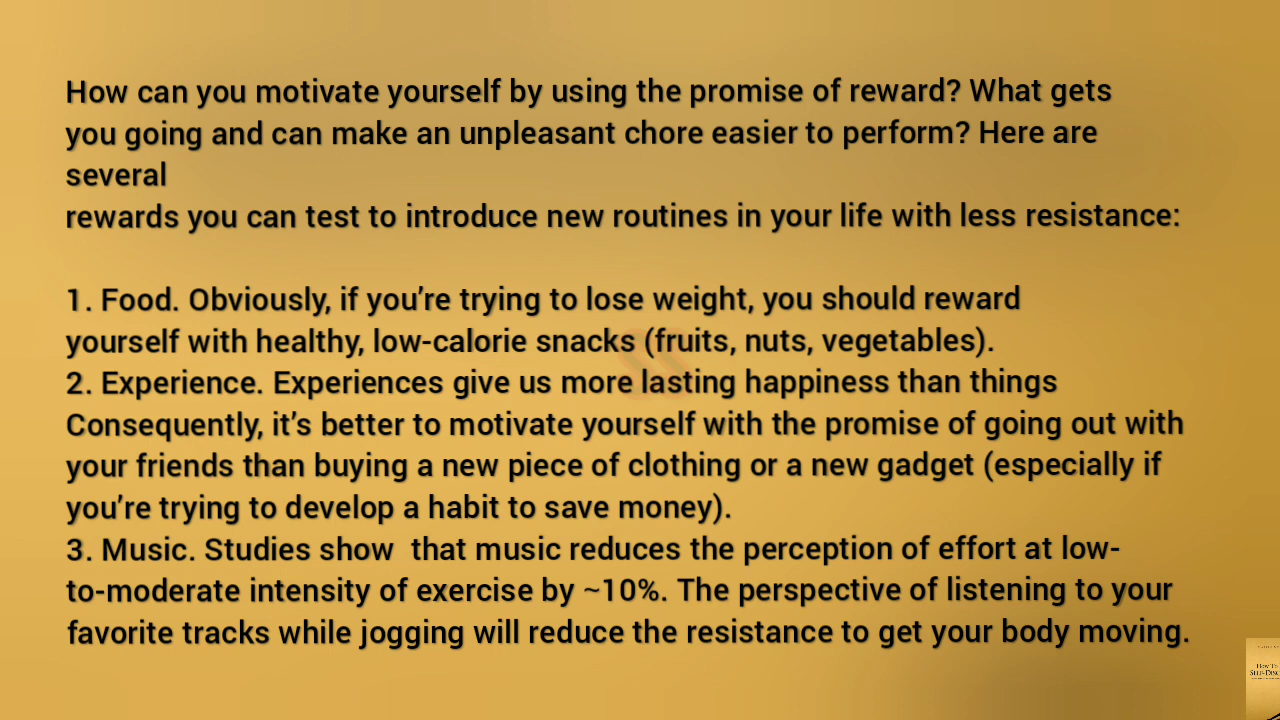 How can you motivate yourself by using the promise of reward? What gets
you going and can make an unpleasant chore easier to perform? Here are
several
rewards you can test to introduce new routines in your life with less resistance:
1. Food. Obviously, if you’re trying to lose weight, you should reward
yourself with healthy, low-calorie snacks (fruits, nuts, vegetables).
2. Experience. Experiences give us more lasting happiness than things
Consequently, it’s better to motivate yourself with the promise of going out with
your friends than buying a new piece of clothing or a new gadget (especially if
you’re trying to develop a habit to save money).
3. Music. Studies show  that music reduces the perception of effort at low-
to-moderate intensity of exercise by ~10%. The perspective of listening to your
favorite tracks while jogging will reduce the resistance to get your body moving.
How To